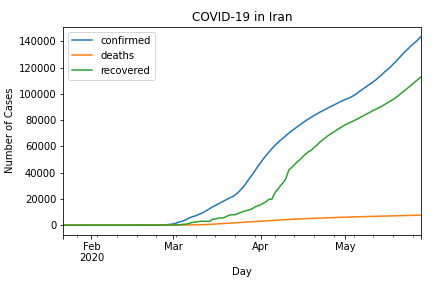 COVID-19 in Iran
confirmed
deaths
recovered
140000
120000
100000
80000
60000
40000
20000
0
Number of Cases
Feb
2020
Mar
Apr
May
Day